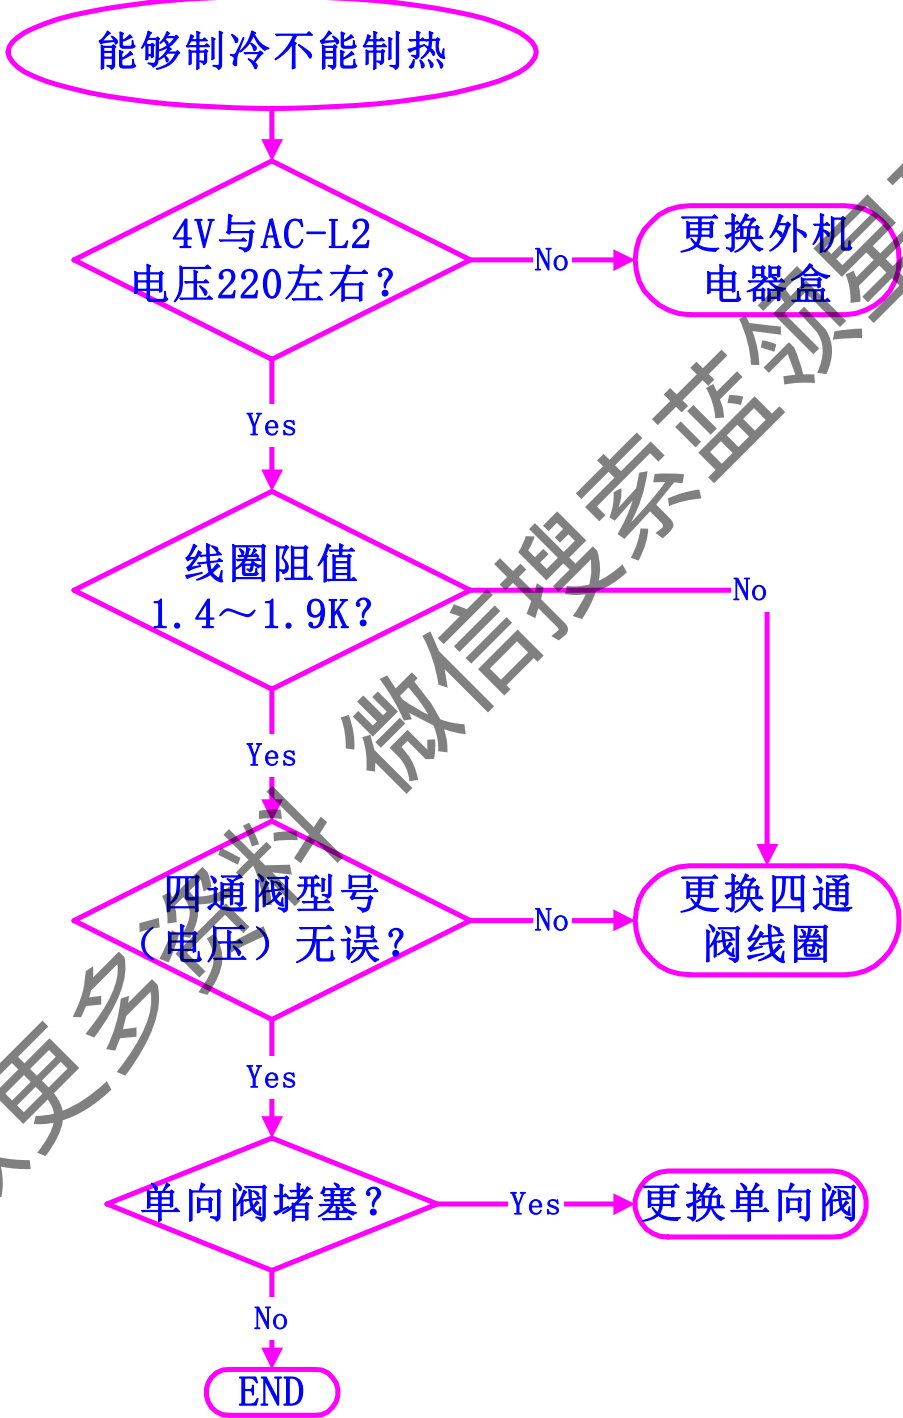 能够制冷不能制热
4V与AC-L2
电压220左右？
No
更换外机
电器盒
Yes
线圈阻值
1.4～1.9K？
No
Yes
四通阀型号
（电压）无误？
No
更换四通
阀线圈
Yes
单向阀堵塞？
Yes
更换单向阀
No
END
更多资料 微信搜索蓝领星